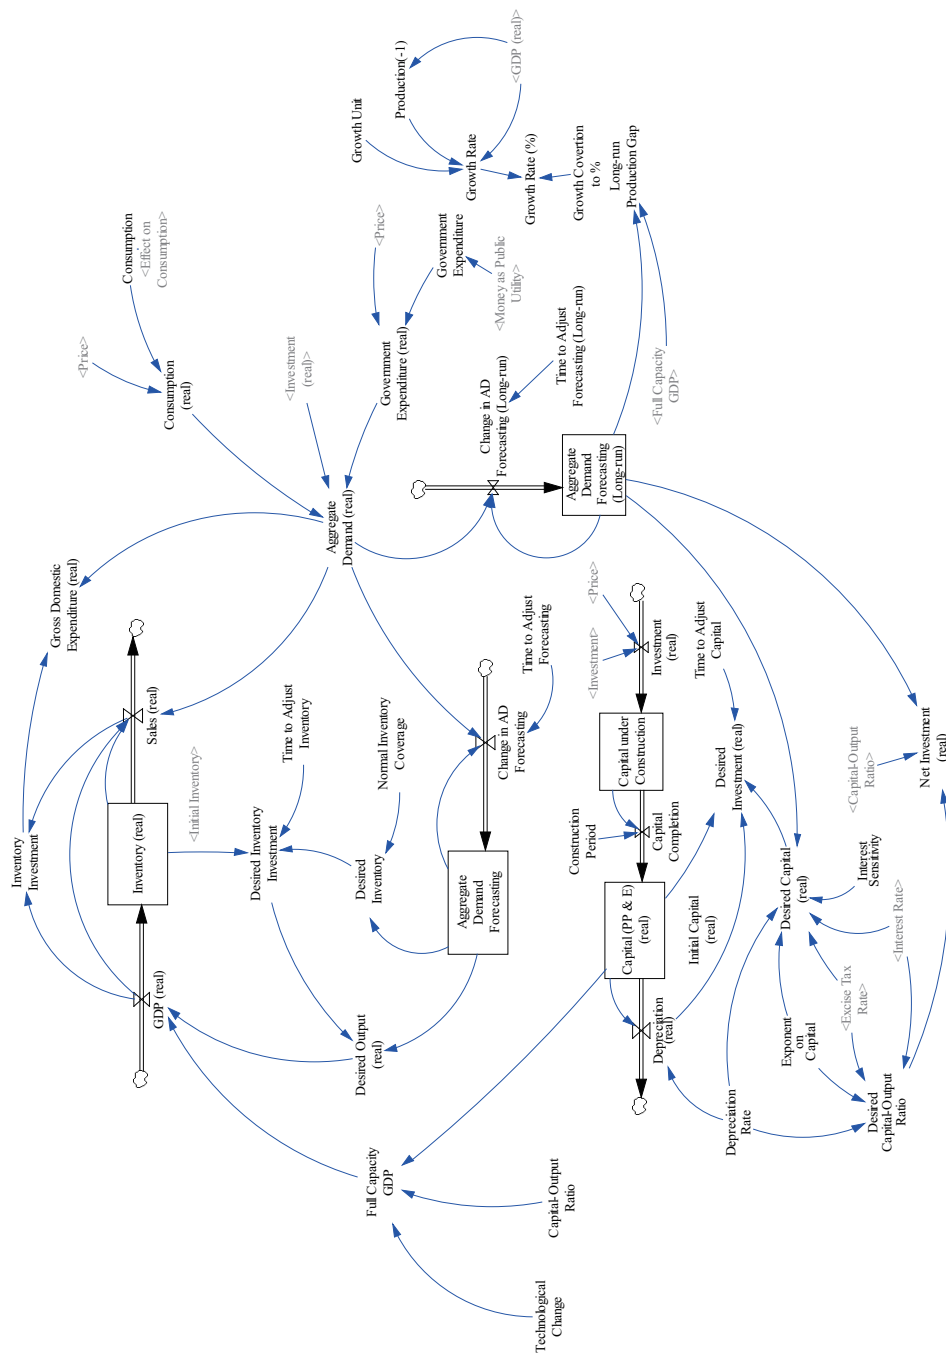 Inventory
Investment
Gross Domestic
Expenditure (real)
<Price>
Consumption
<Effect on
Consumption>
GDP (real)
Inventory (real)
Sales (real)
Consumption
(real)
<Initial Inventory>
Desired Inventory
Investment
Time to Adjust
Inventory
<Investment
(real)>
Aggregate
Demand (real)
Desired Output
(real)
Desired
Inventory
Normal Inventory
Coverage
Government
Expenditure (real)
<Price>
Growth Unit
Production(-1)
Full Capacity
GDP
Government
Expenditure
Growth Rate
<GDP (real)>
Aggregate
Demand
Forecasting
Change in AD
Forecasting
Change in AD
Forecasting (Long-run)
<Money as Public
Utility>
Growth Rate (%)
Time to Adjust
Forecasting
Time to Adjust
Forecasting (Long-run)
Technological
Change
Capital-Output
Ratio
Aggregate
Demand
Forecasting
(Long-run)
Growth Covertion
to %
Construction
Period
<Investment>
<Price>
Long-run
Production Gap
Capital (PP & E)
(real)
Capital under
Construction
Investment
(real)
<Full Capacity
GDP>
Depreciation
(real)
Capital
Completion
Initial Capital
(real)
Time to Adjust
Capital
Desired
Investment (real)
Depreciation
Rate
Exponent
on
Capital
Desired Capital
(real)
<Excise Tax
Rate>
Interest
Sensitivity
<Capital-Output
Ratio>
Desired
Capital-Output
Ratio
<Interest Rate>
Net Investment
(real)